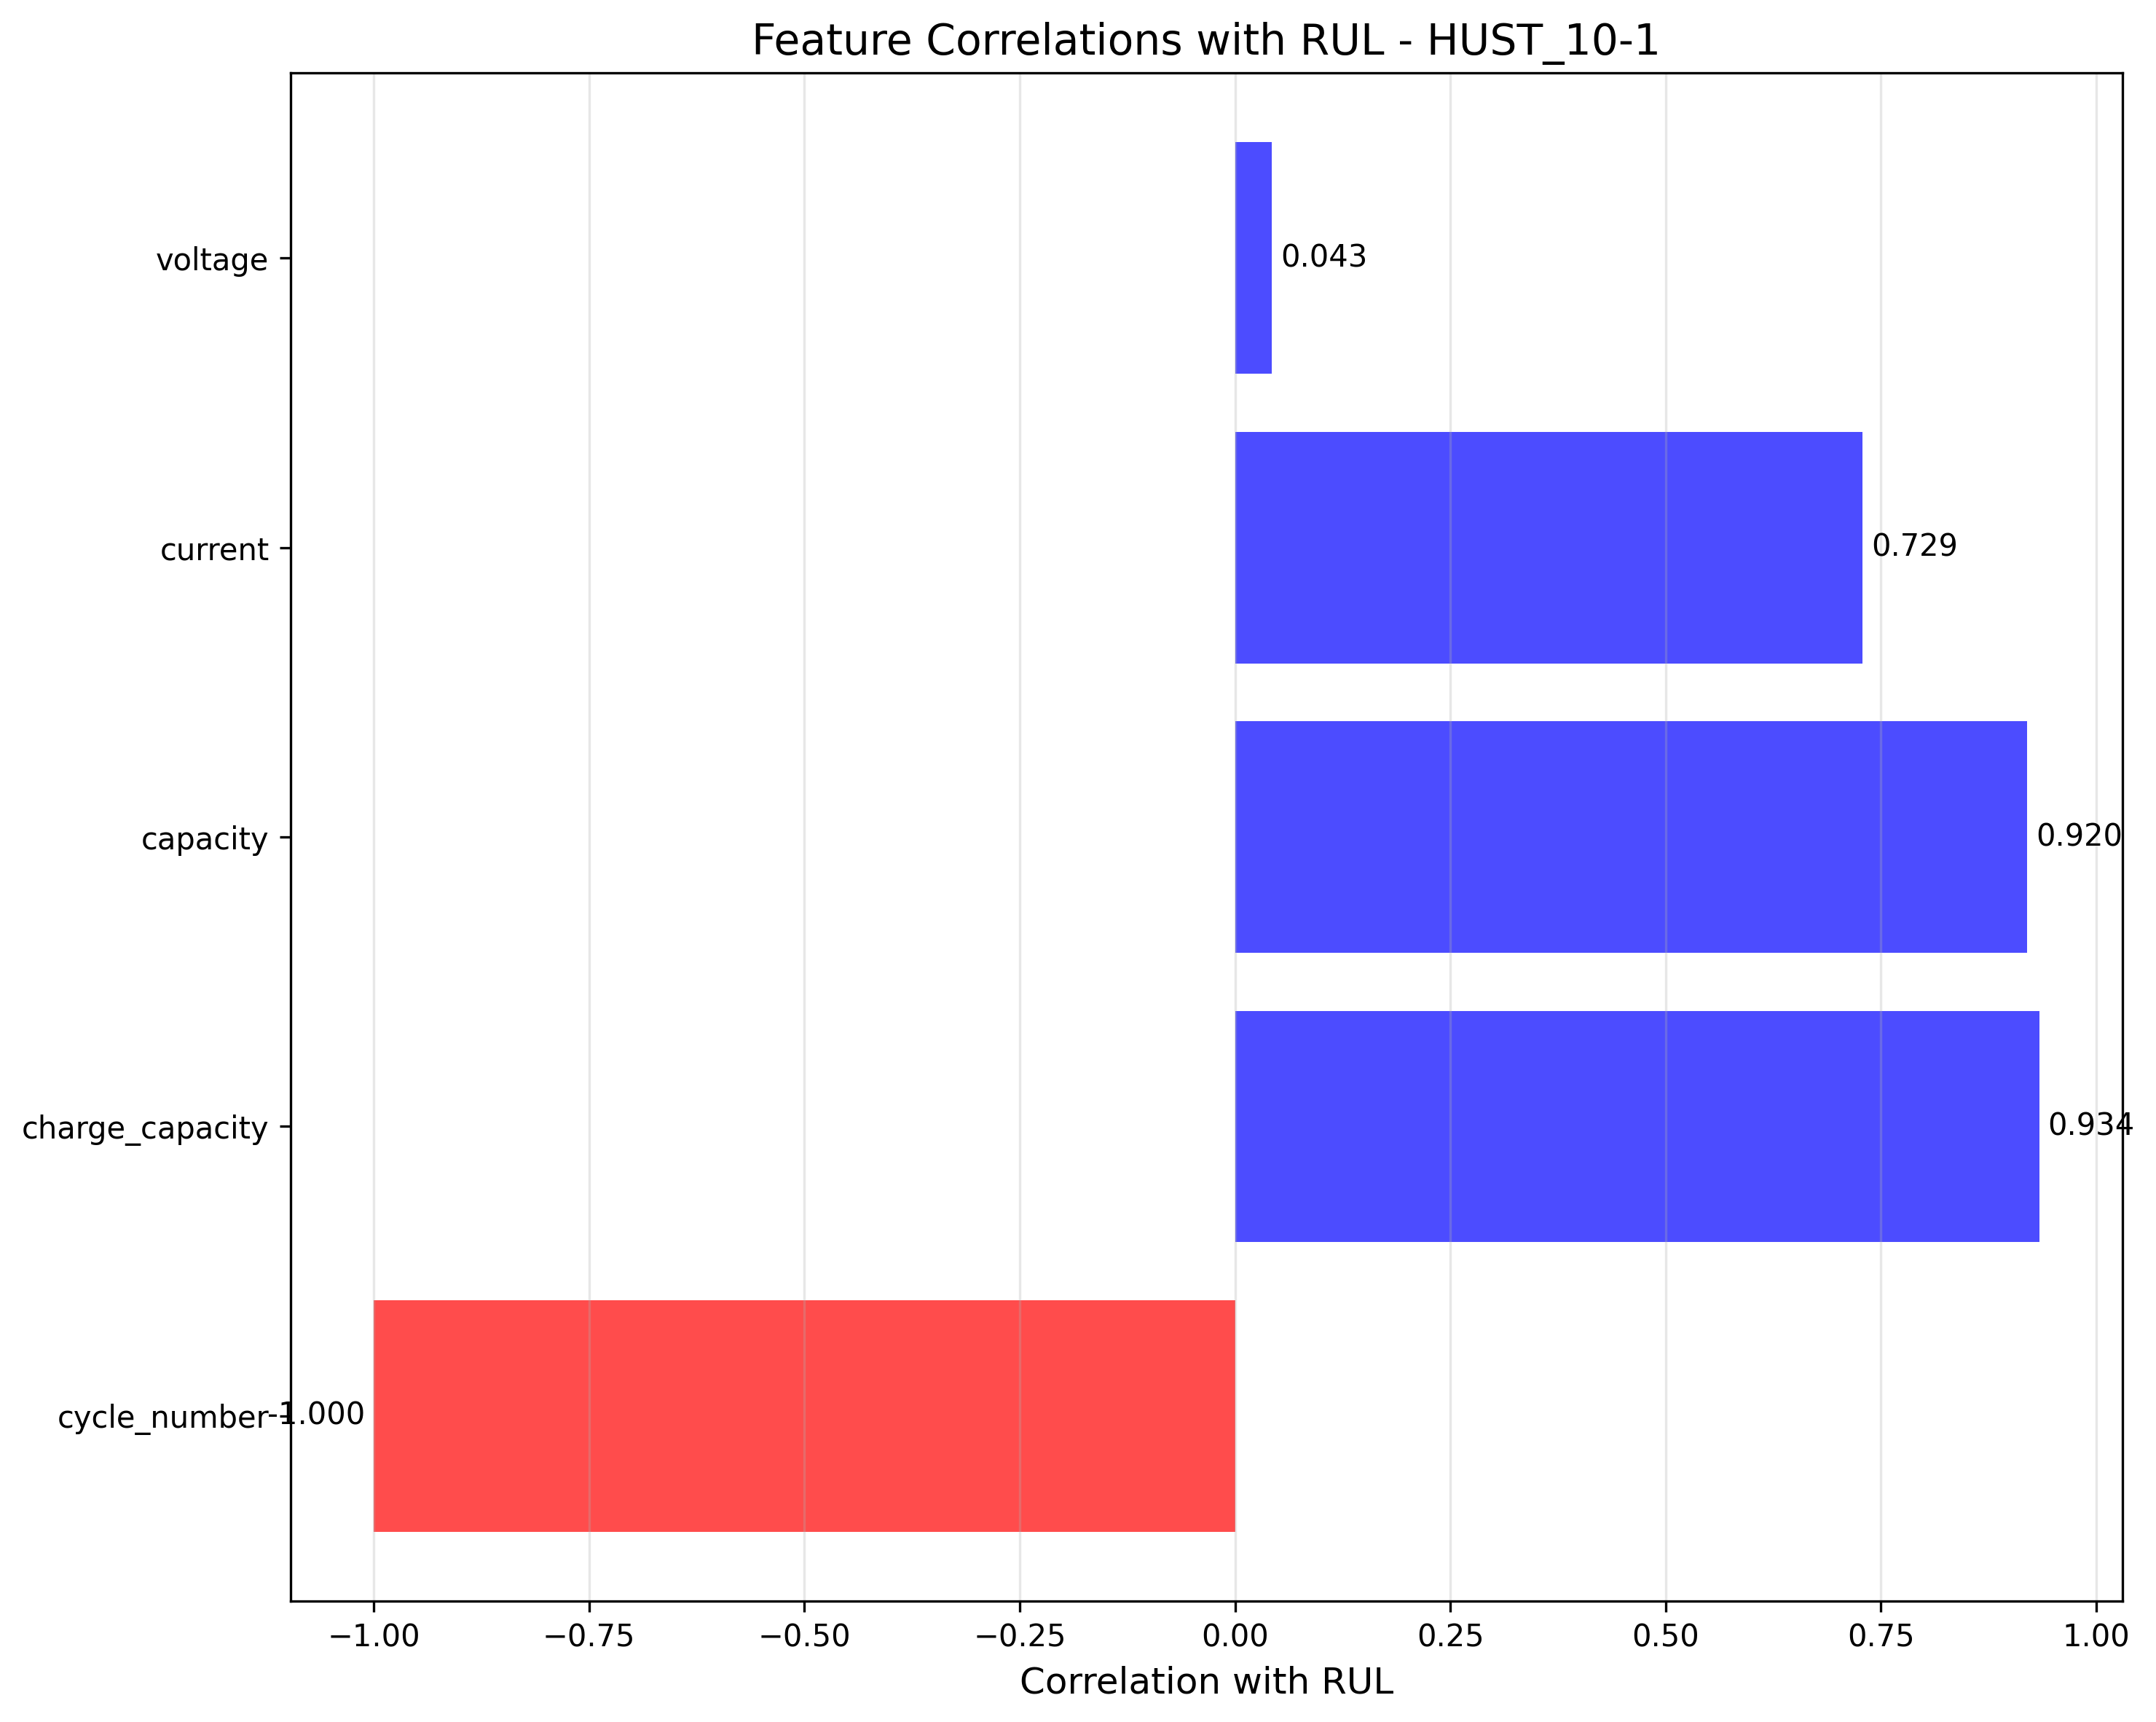 Feature Correlations with RUL - HUST_10-1
voltage
0.043
current
0.729
capacity
0.920
charge_capacity
0.934
cycle_number
-1.000
−1.00 −0.75 −0.50 −0.25 0.00 0.25 0.50 0.75 1.00
Correlation with RUL